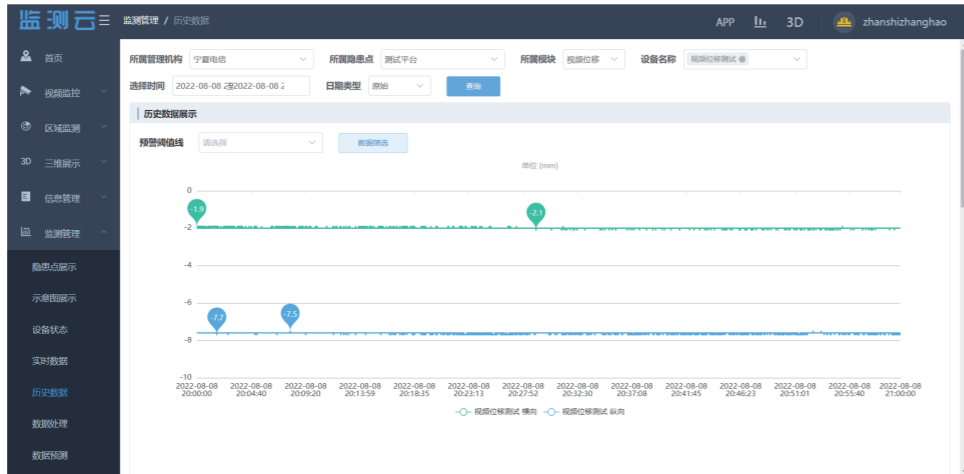 监测云 监测管理 / 历史数据 APP 3D zhanshizhanghao
首页
视频监控
区域监测
3D 三维展示
信息管理
监测管理
隐患点展示
示意图展示
设备状态
实时数据
历史数据
数据处理
数据预测
所属管理机构 宁夏电信 所属隐患点 测试平台 所属模块 视频位移 设备名称 视频位移测试
选择时间 2022-08-08 2至2022-08-08 2 日期类型 原始 查询
历史数据展示
预警阀值线 请选择 数据筛选
单位 (mm)
0
-1.9 -2.1
-2
-4
-6
-7.7 -7.5
-8
-10
2022-08-08 2022-08-08 2022-08-08 2022-08-08 2022-08-08 2022-08-08 2022-08-08 2022-08-08 2022-08-08 2022-08-08 2022-08-08 2022-08-08 2022-08-08 2022-08-08
20:00:00 20:04:40 20:09:20 20:13:59 20:18:35 20:23:13 20:27:52 20:32:30 20:37:08 20:41:45 20:46:23 20:51:01 20:55:40 21:00:00
视频位移测试 横向 视频位移测试 纵向